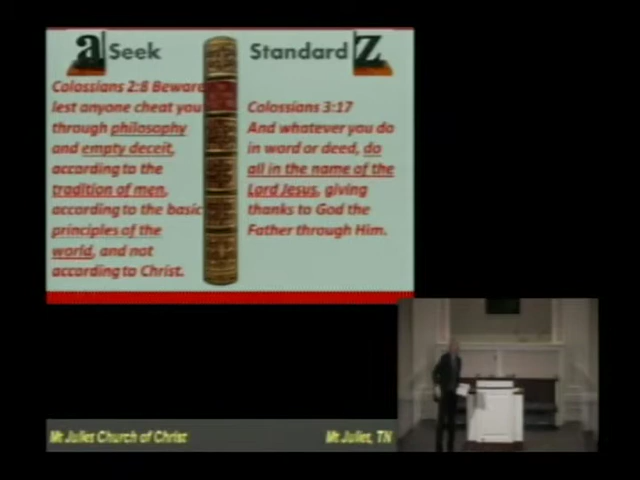 a Seek
Colossians 2:8 Beware
lest anyone cheat you
through philosophy
and empty deceit,
according to the
tradition of men,
according to the basic
principles of the
world, and not
according to Christ.
Standard Z
Colossians 3:17
And whatever you do
in word or deed, do
all in the name of the
Lord Jesus, giving
thanks to God the
Father through Him.
Mt Juliet Church of Christ
Mt Juliet, TN